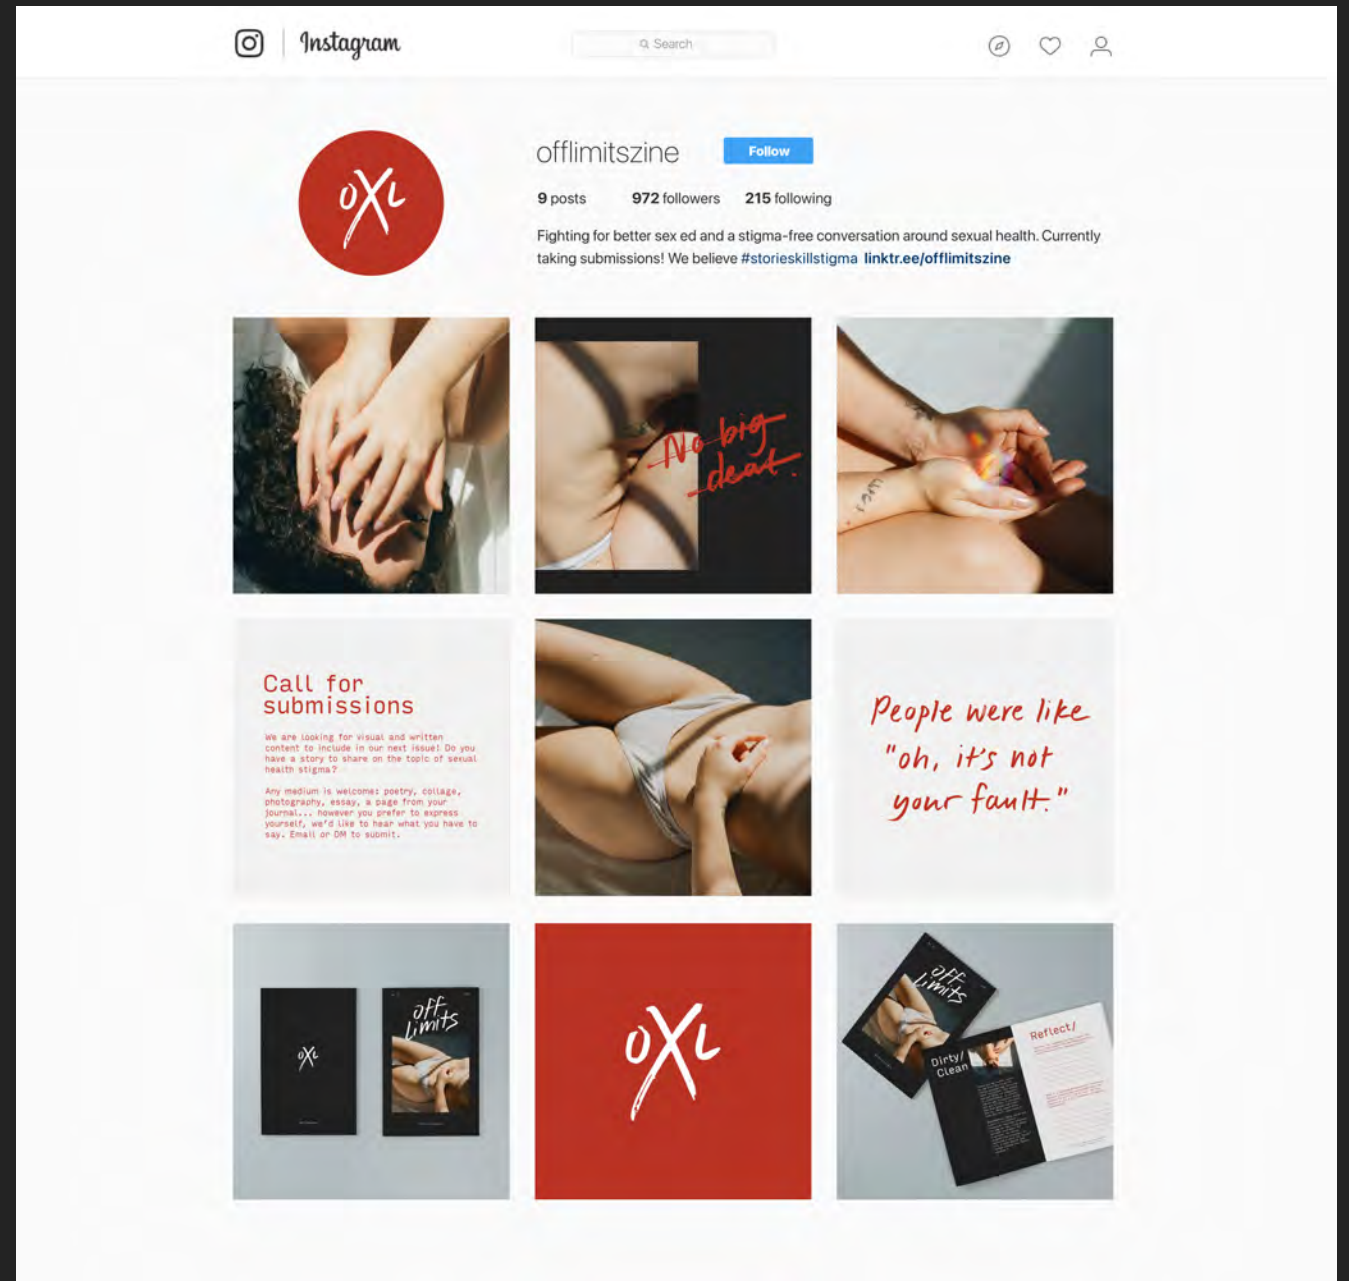 Instagram
Search
offlimitszine Follow
9 posts 972 followers 215 following
Fighting for better sex ed and a stigma-free conversation around sexual health. Currently
taking submissions! We believe #storieskillstigma linktr.ee/offlimitszine
OXL
No big
deal.
Call for
submissions
We are looking for visual and written
content to include in our next issue! Do you
have a story to share on the topic of sexual
health stigma?
Any medium is welcome: poetry, collage,
photography, essay, a page from your
journal... however you prefer to express
yourself, we'd like to hear what you have to
say. Email or DM to submit.
People were like
"oh, it's not
your fault."
OXL
off
limits
OXL
off
limits
Dirty/
Clean
Reflect/